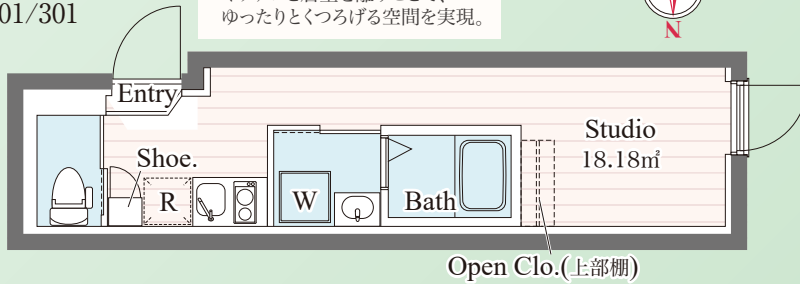 01/301
ゆったりとくつろげる空間を実現。
N
Entry
Shoe.
R
W
Bath
Studio
18.18㎡
Open Clo.(上部棚)